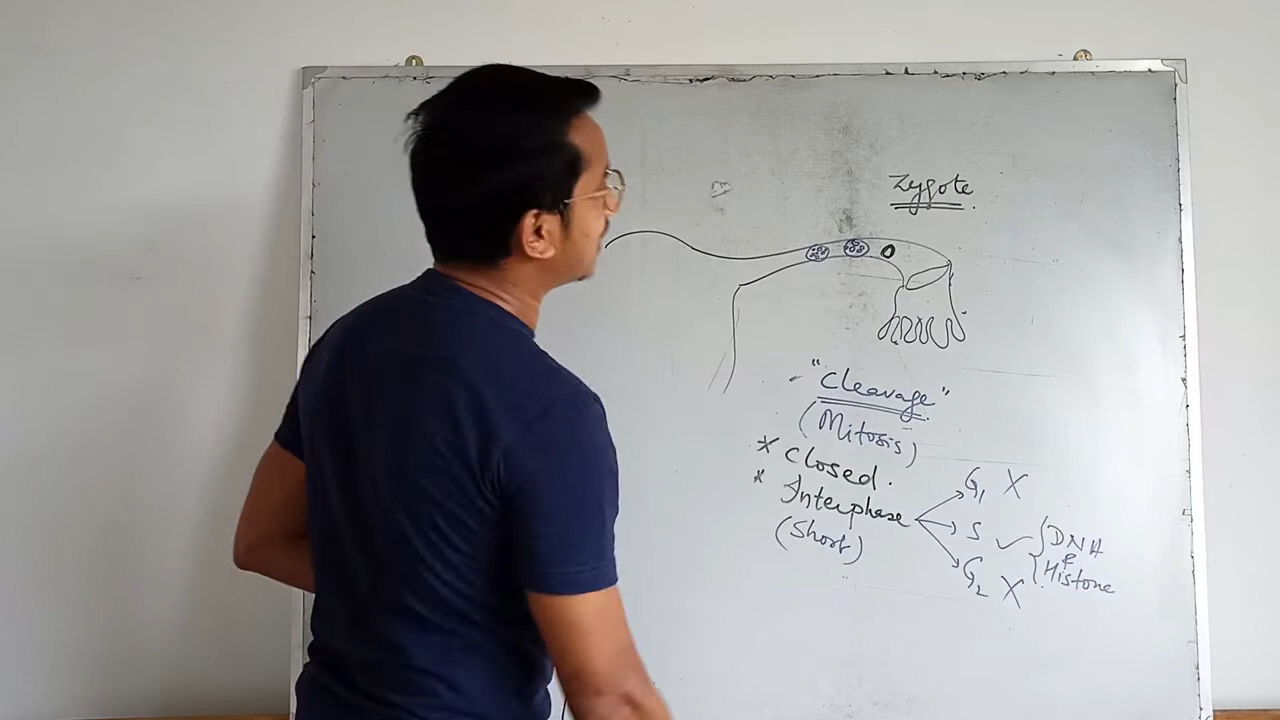 Zygote
"Cleavage"
(Mitosis)
* Closed.
* Interphase
(Short)
G₁ X
S ✓ { DNA
&
Histone
G₂ X